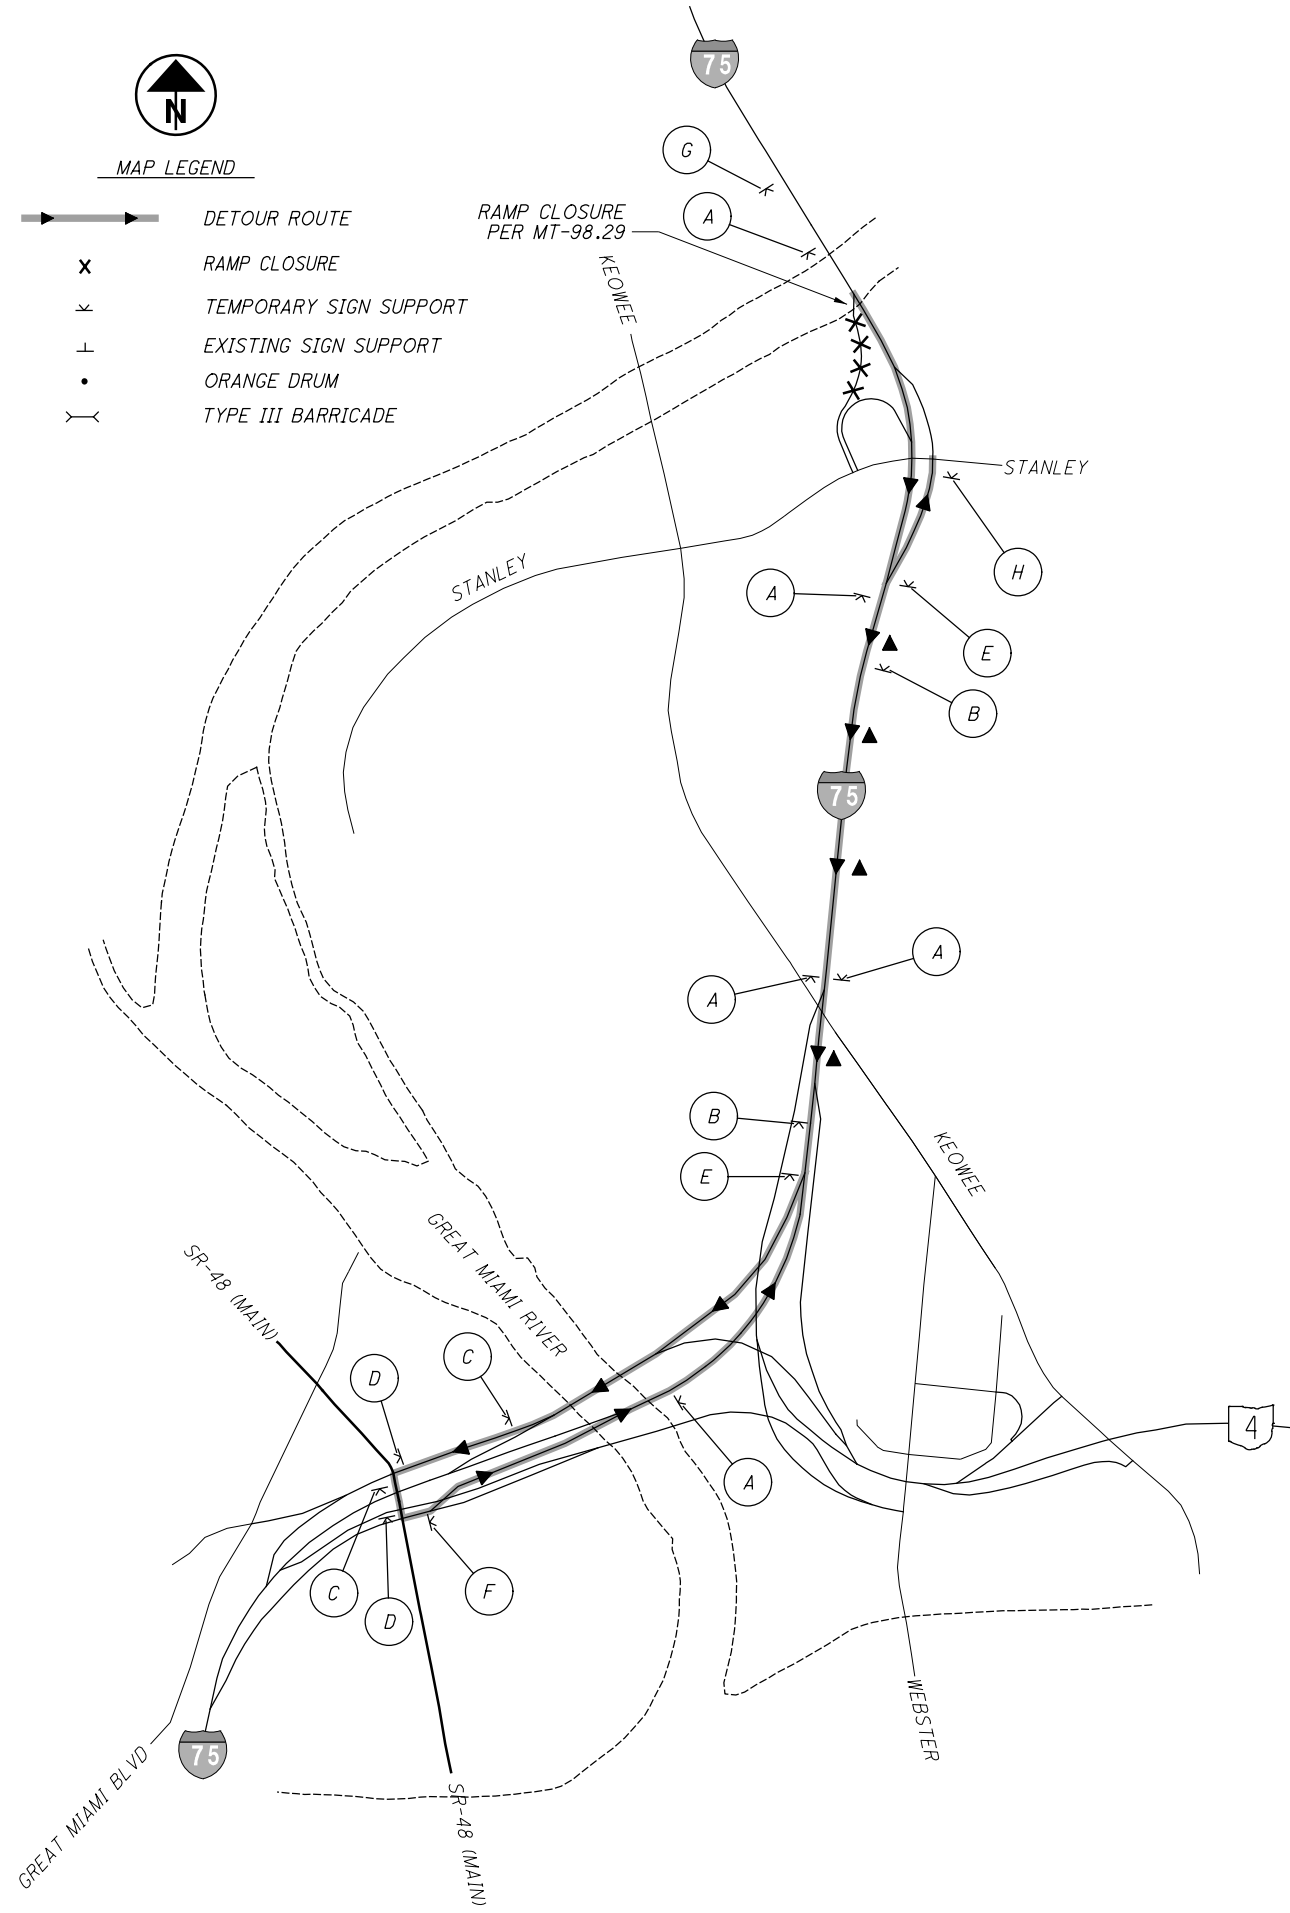 75
N
MAP LEGEND
DETOUR ROUTE
RAMP CLOSURE
TEMPORARY SIGN SUPPORT
EXISTING SIGN SUPPORT
ORANGE DRUM
TYPE III BARRICADE
G
A
RAMP CLOSURE
PER MT-98.29
KEOWEE
STANLEY
STANLEY
H
A
E
B
75
A
A
B
E
KEOWEE
GREAT MIAMI RIVER
SR-48 (MAIN)
C
D
4
A
C
D
F
WEBSTER
75
GREAT MIAMI BLVD
SR-48 (MAIN)